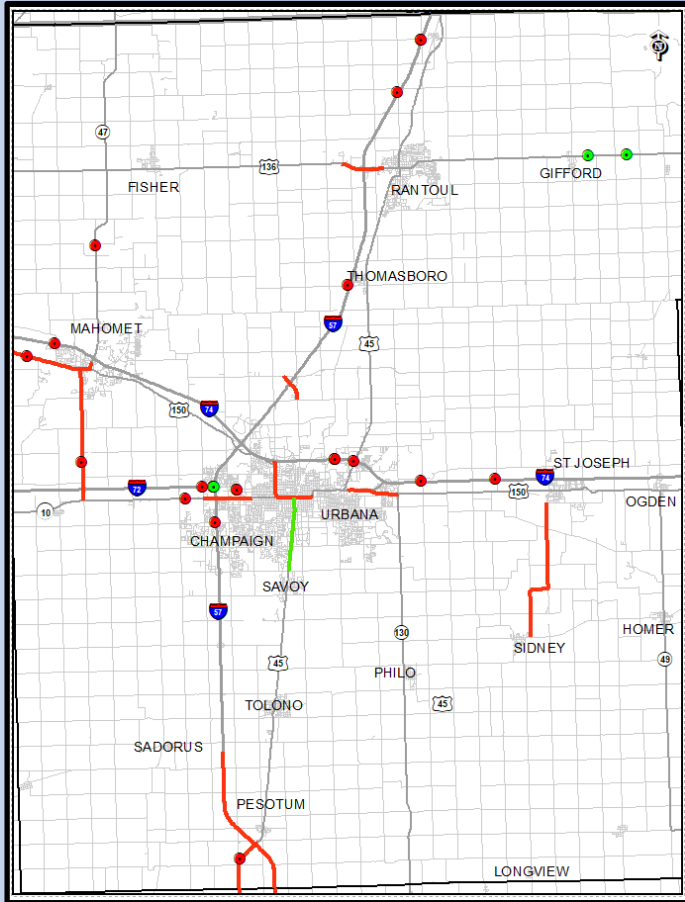 47
136
FISHER
GIFFORD
RANTOUL
THOMASBORO
57
MAHOMET
45
150
74
ST JOSEPH
74
72
150
OGDEN
10
URBANA
CHAMPAIGN
SAVOY
57
HOMER
130
SIDNEY
45
49
PHILO
TOLONO
45
SADORUS
PESOTUM
LONGVIEW